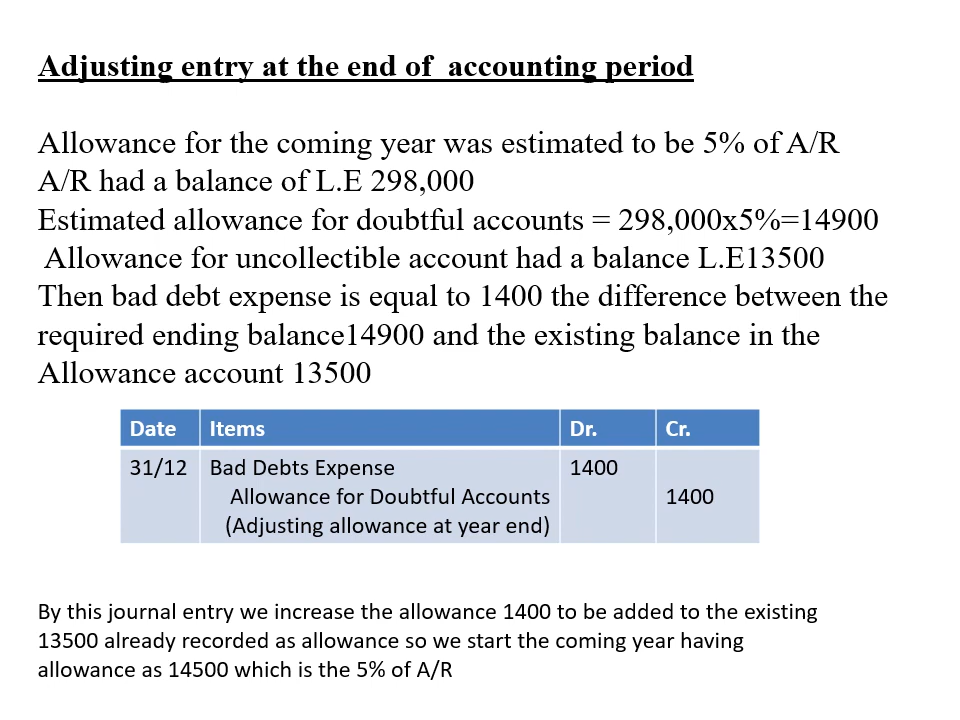 Adjusting entry at the end of  accounting period
Allowance for the coming year was estimated to be 5% of A/R
A/R had a balance of L.E 298,000
Estimated allowance for doubtful accounts = 298,000x5%=14900
Allowance for uncollectible account had a balance L.E13500
Then bad debt expense is equal to 1400 the difference between the
required ending balance14900 and the existing balance in the
Allowance account 13500
Date Items Dr. Cr.
31/12 Bad Debts Expense 1400
Allowance for Doubtful Accounts 1400
(Adjusting allowance at year end)
By this journal entry we increase the allowance 1400 to be added to the existing
13500 already recorded as allowance so we start the coming year having
allowance as 14500 which is the 5% of A/R